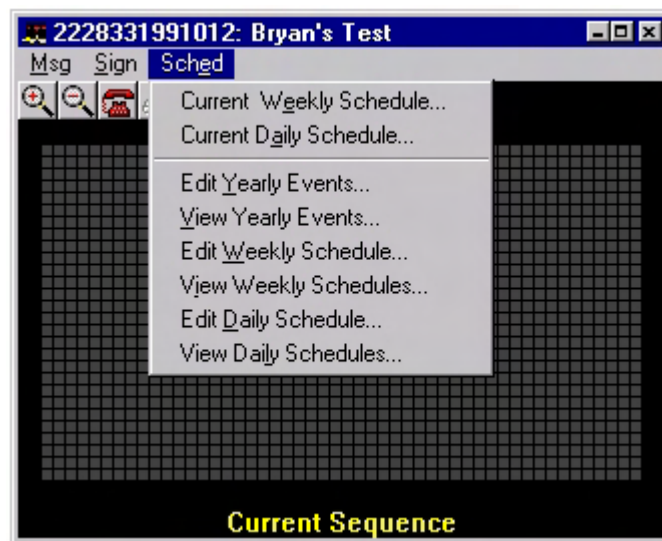 2228331991012: Bryan's Test
Msg Sign Sched
Current Weekly Schedule...
Current Daily Schedule...
Edit Yearly Events...
View Yearly Events...
Edit Weekly Schedule...
View Weekly Schedules...
Edit Daily Schedule...
View Daily Schedules...
Current Sequence